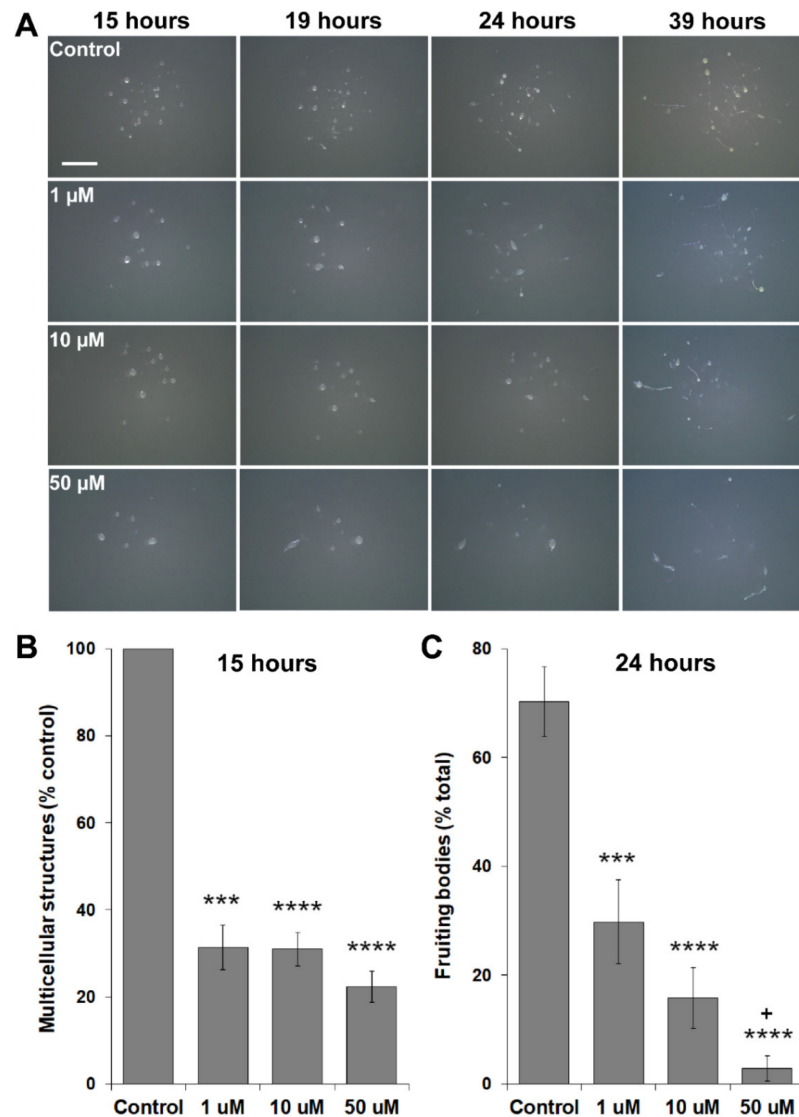 A
15 hours 19 hours 24 hours 39 hours
Control
1 µM
10 µM
50 µM
B
15 hours
Multicellular structures (% control)
100
80
60
40
20
0
***
****
****
Control 1 uM 10 uM 50 uM
C
24 hours
Fruiting bodies (% total)
80
60
40
20
0
***
****
+
****
Control 1 uM 10 uM 50 uM